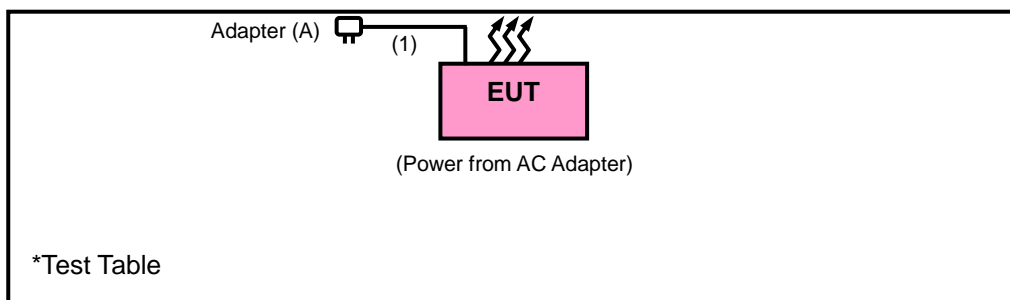 Adapter (A)
(1)
EUT
(Power from AC Adapter)
*Test Table